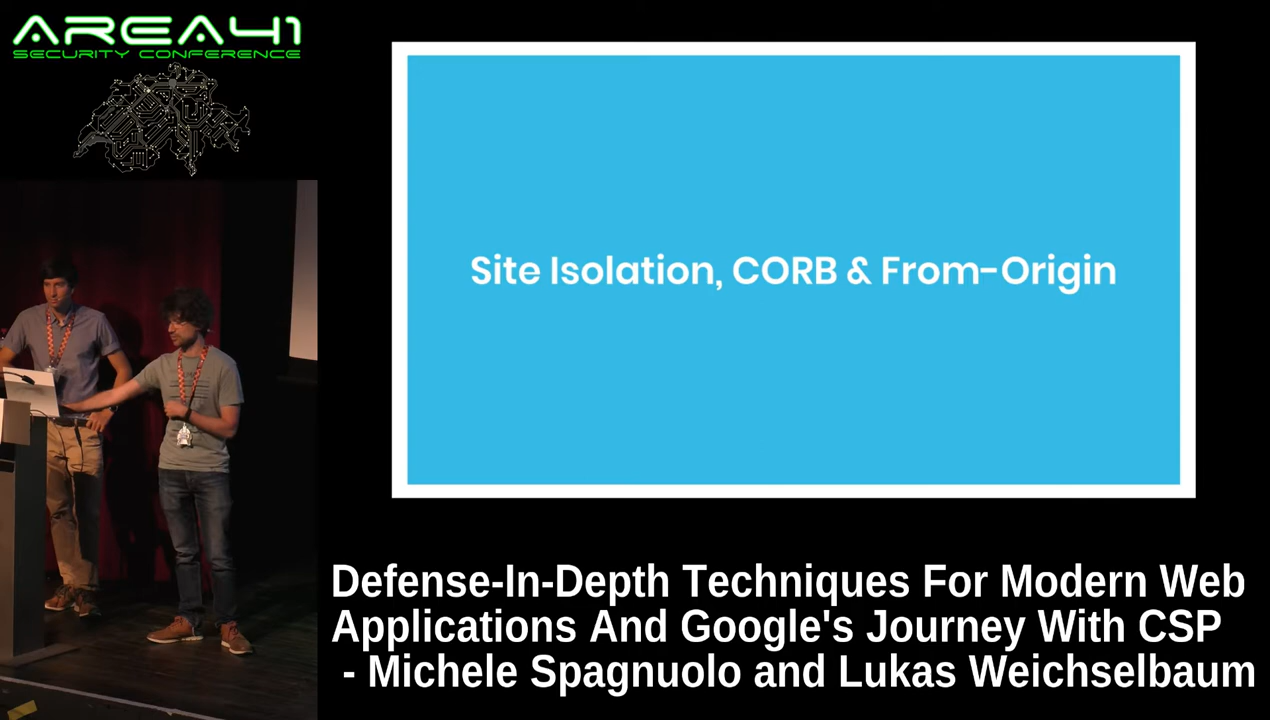 AREA41
SECURITY CONFERENCE
Site Isolation, CORB & From-Origin
Defense-In-Depth Techniques For Modern Web
Applications And Google's Journey With CSP
- Michele Spagnuolo and Lukas Weichselbaum